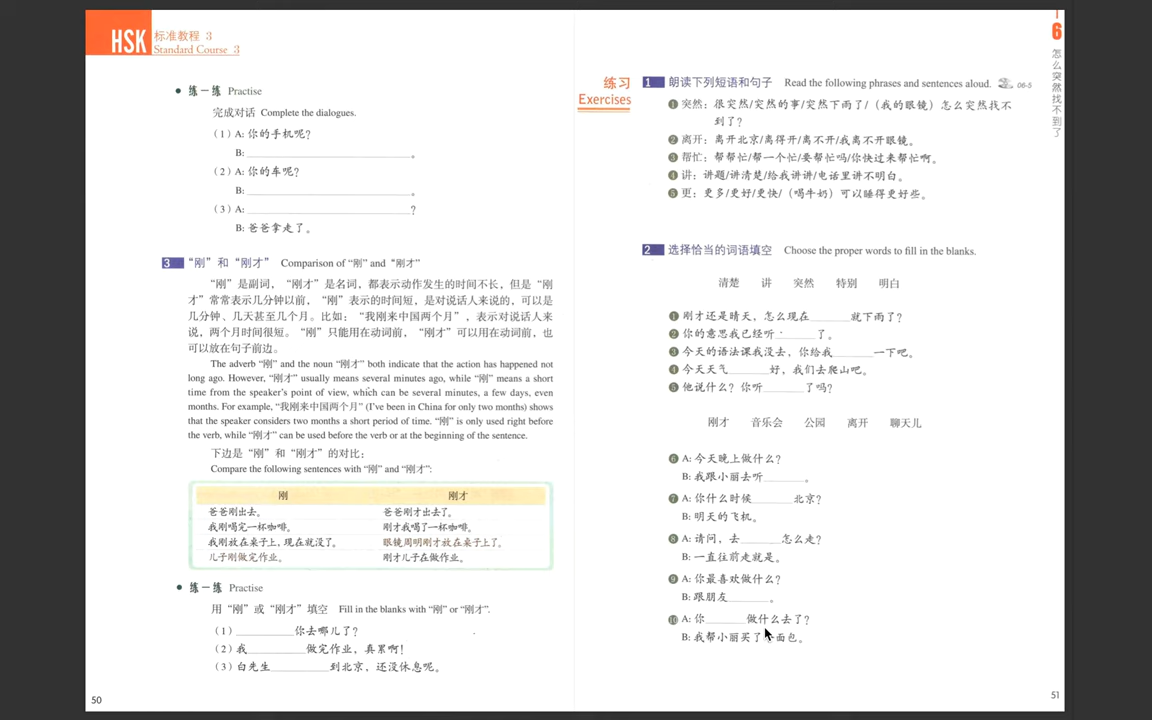 HSK 标准教程 3
Standard Course 3
● 练一练 Practise
完成对话 Complete the dialogues.
(1) A: 你的手机呢?
B: 。
(2) A: 你的车呢?
B: 。
(3) A: ?
B: 爸爸拿走了。
3 “刚”和“刚才” Comparison of “刚” and “刚才”
“刚”是副词,“刚才”是名词,都表示动作发生的时间不长,但是“刚
才”常常表示几分钟以前,“刚”表示的时间短,是对说话人来说的,可以是
几分钟、几天甚至几个月。比如:“我刚来中国两个月”,表示对说话人来
说,两个月时间很短。“刚”只能用在动词前,“刚才”可以用在动词前,也
可以放在句子前边。
The adverb “刚” and the noun “刚才” both indicate that the action has happened not
long ago. However, “刚才” usually means several minutes ago, while “刚” means a short
time from the speaker's point of view, which can be several minutes, a few days, even
months. For example, “我刚来中国两个月” (I've been in China for only two months) shows
that the speaker considers two months a short period of time. “刚” is only used right before
the verb, while “刚才” can be used before the verb or at the beginning of the sentence.
下边是“刚”和“刚才”的对比:
Compare the following sentences with “刚” and “刚才”:
刚 刚才
爸爸刚出去。 爸爸刚才出去了。
我刚喝完一杯咖啡。 刚才我喝了一杯咖啡。
我刚放在桌子上,现在就没了。 眼镜周明刚才放在桌子上了。
儿子刚做完作业。 刚才儿子在做作业。
● 练一练 Practise
用“刚”或“刚才”填空 Fill in the blanks with “刚” or “刚才”.
(1) 你去哪儿了?
(2) 我 做完作业,真累啊!
(3) 白先生 到北京,还没休息呢。
50
6
怎么突然找不到了
练习
Exercises
1 朗读下列短语和句子 Read the following phrases and sentences aloud. 06-5
❶ 突然:很突然/突然的事/突然下雨了/(我的眼镜)怎么突然找不
到了?
❷ 离开:离开北京/离得开/离不开/我离不开眼镜。
❸ 帮忙:帮帮忙/帮一个忙/要帮忙吗/你快过来帮忙啊。
❹ 讲:讲题/讲清楚/给我讲讲/电话里讲不明白。
❺ 更:更多/更好/更快/(喝牛奶)可以睡得更好些。
2 选择恰当的词语填空 Choose the proper words to fill in the blanks.
清楚 讲 突然 特别 明白
❶ 刚才还是晴天,怎么现在 就下雨了?
❷ 你的意思我已经听 了。
❸ 今天的语法课我没去,你给我 一下吧。
❹ 今天天气 好,我们去爬山吧。
❺ 他说什么?你听 了吗?
刚才 音乐会 公园 离开 聊天儿
❻ A: 今天晚上做什么?
B: 我跟小丽去听 。
❼ A: 你什么时候 北京?
B: 明天的飞机。
❽ A: 请问,去 怎么走?
B: 一直往前走就是。
❾ A: 你最喜欢做什么?
B: 跟朋友 。
❿ A: 你 做什么去了?
B: 我帮小丽买了 面包。
51